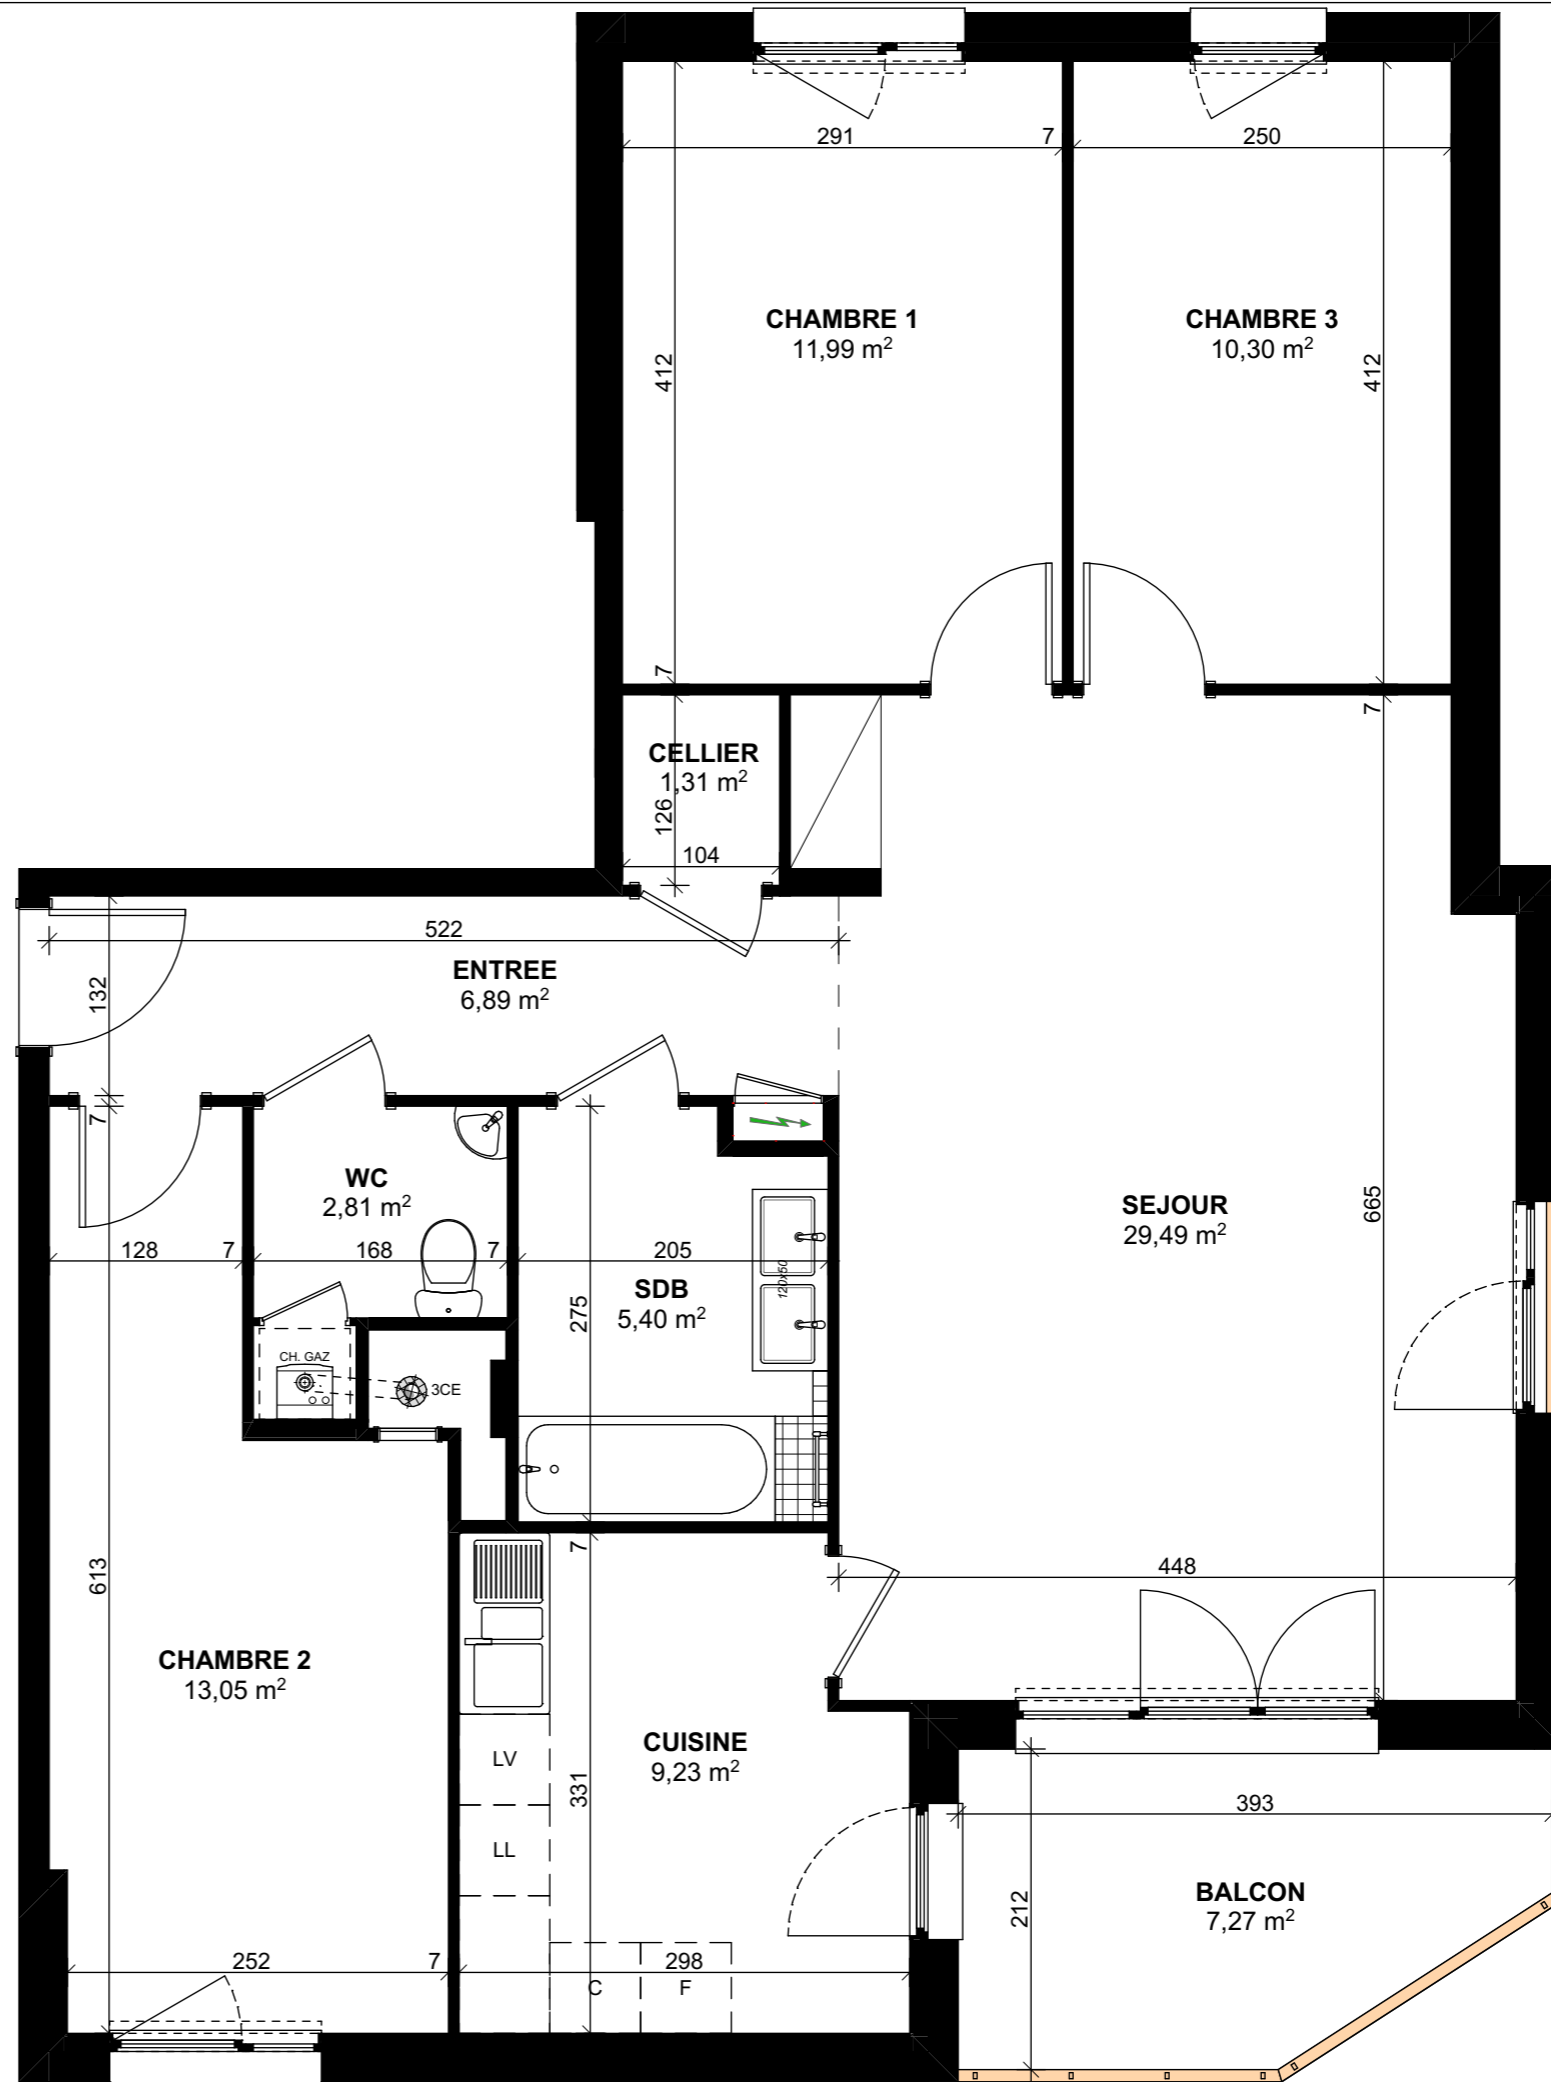 291
7
250
CHAMBRE 1
11,99 m²
CHAMBRE 3
10,30 m²
412
412
7
7
CELLIER
1,31 m²
126
104
522
ENTREE
6,89 m²
132
7
WC
2,81 m²
SEJOUR
29,49 m²
665
128
7
168
7
205
SDB
5,40 m²
120x50
275
CH. GAZ
3CE
7
448
613
CHAMBRE 2
13,05 m²
CUISINE
9,23 m²
LV
331
393
LL
BALCON
7,27 m²
212
252
7
298
C
F